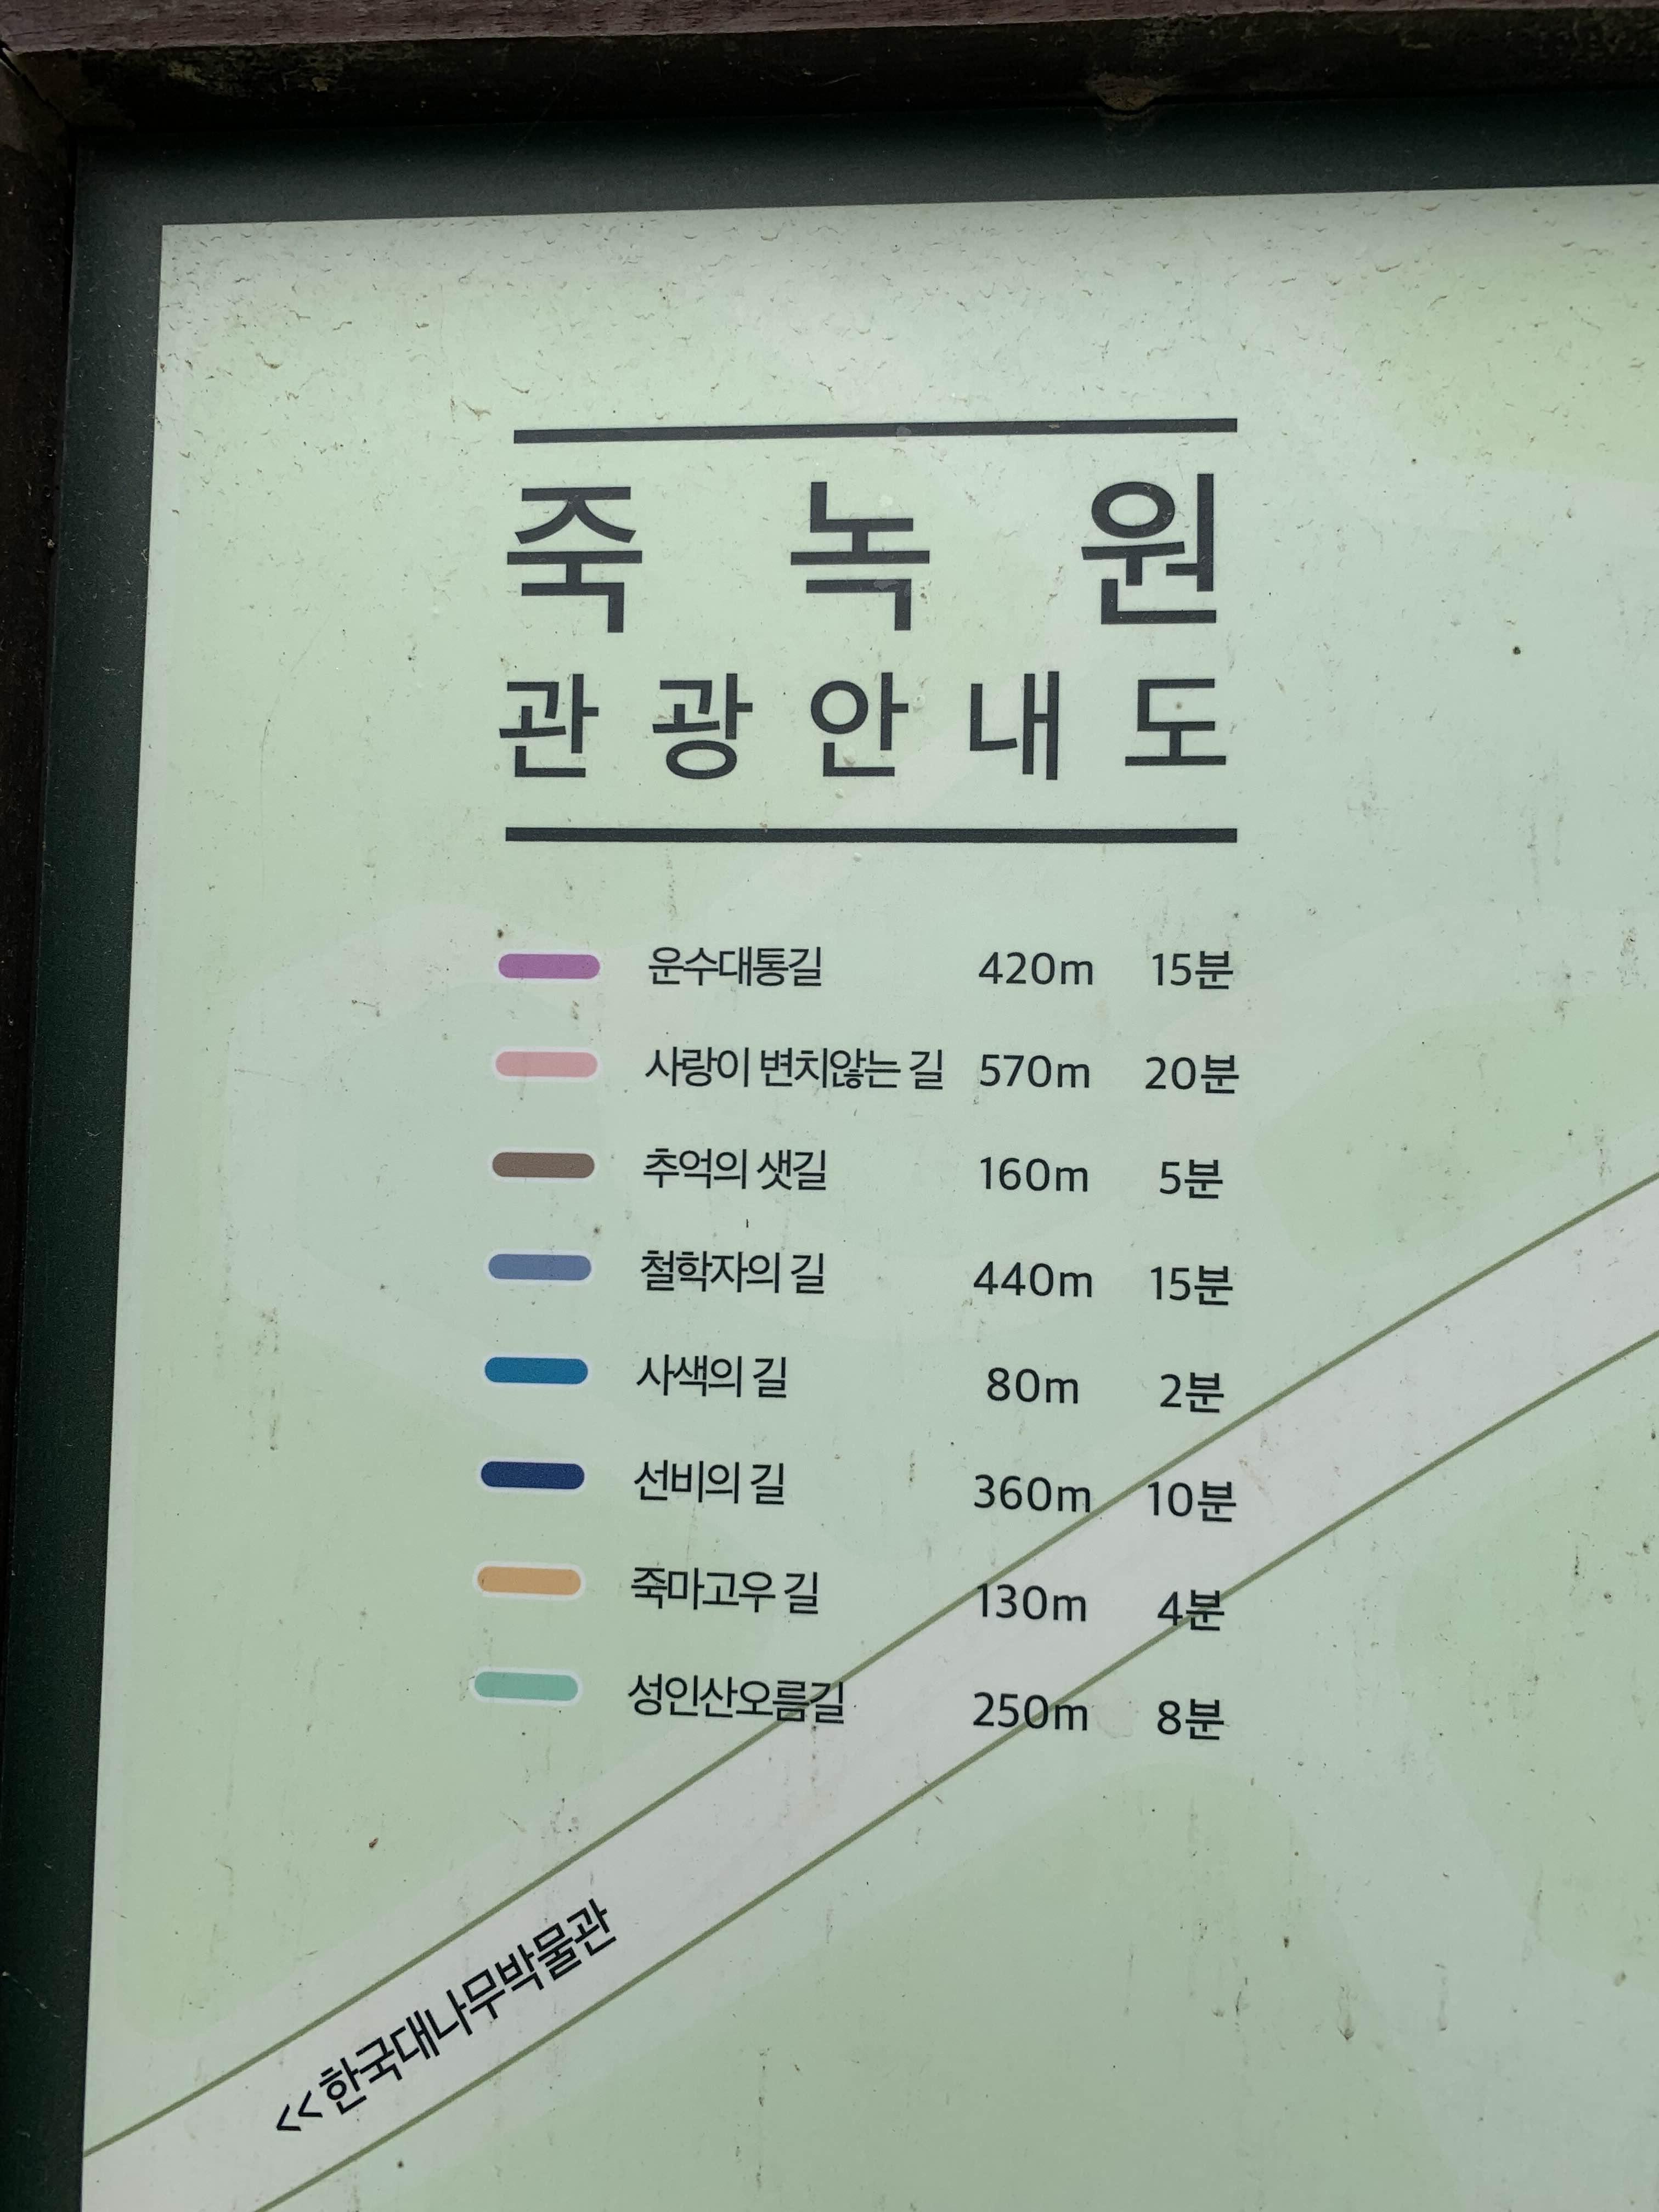 죽녹원
관광안내도
운수대통길 420m 15분
사랑이 변치않는 길 570m 20분
추억의 샛길 160m 5분
철학자의 길 440m 15분
사색의 길 80m 2분
선비의 길 360m 10분
죽마고우 길 130m 4분
성인산오름길 250m 8분
<<한국대나무박물관